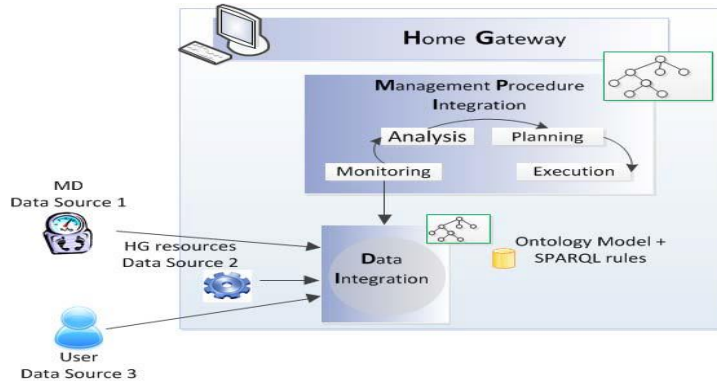 Home Gateway
Management Procedure
Integration
Analysis
Planning
Monitoring
Execution
MD
Data Source 1
HG resources
Data Source 2
Data
Integration
Ontology Model +
SPARQL rules
User
Data Source 3